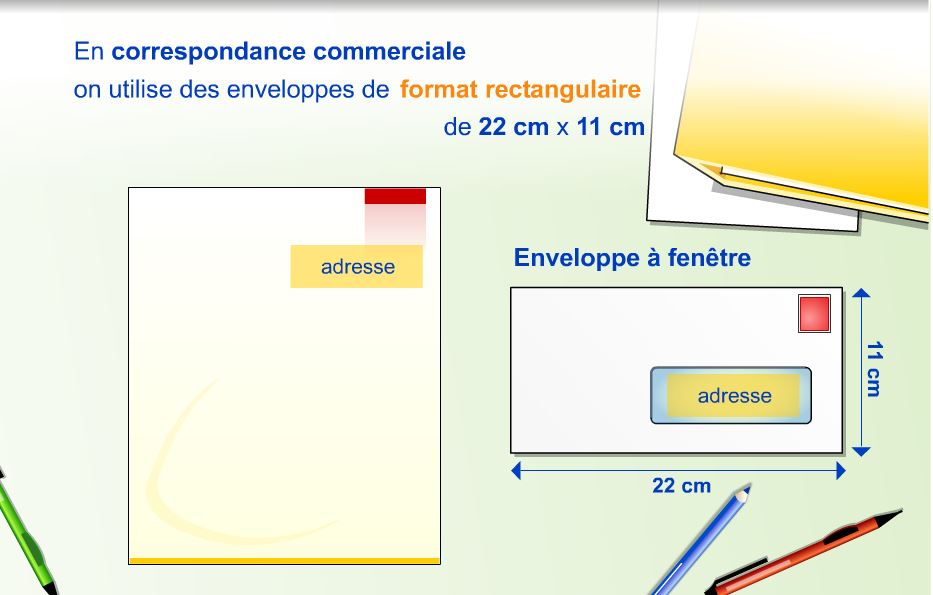 En correspondance commerciale
on utilise des enveloppes de format rectangulaire
de 22 cm x 11 cm
adresse
Enveloppe à fenêtre
adresse
11 cm
22 cm